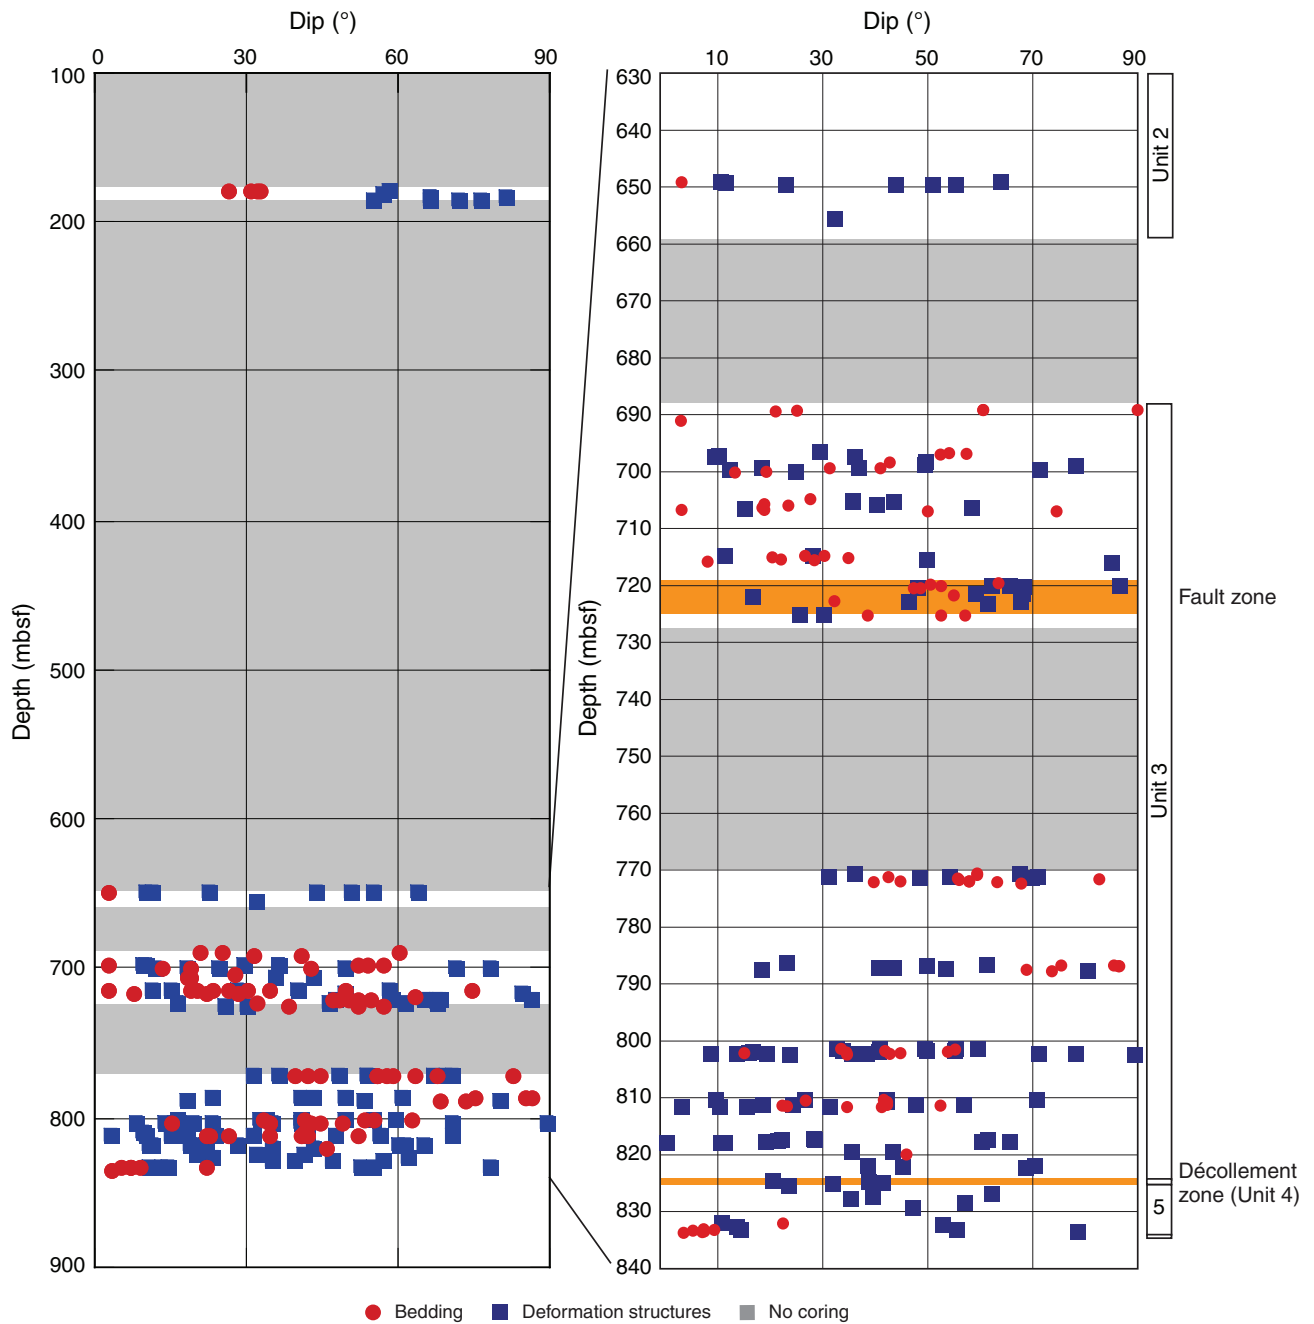 Dip (°)
0 30 60 90
100
200
300
400
500
600
700
800
900
Depth (mbsf)
Dip (°)
10 30 50 70 90
630
640
650
660
670
680
690
700
710
720
730
740
750
760
770
780
790
800
810
820
830
840
Depth (mbsf)
Unit 2
Unit 3
5
Fault zone
Décollement
zone (Unit 4)
Bedding Deformation structures No coring